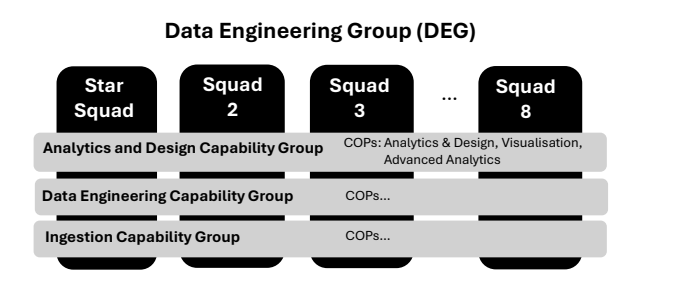 Data Engineering Group (DEG)
Star
Squad
Squad
2
Squad
3
...
Squad
8
Analytics and Design Capability Group
COPs: Analytics & Design, Visualisation,
Advanced Analytics
Data Engineering Capability Group
COPs...
Ingestion Capability Group
COPs...